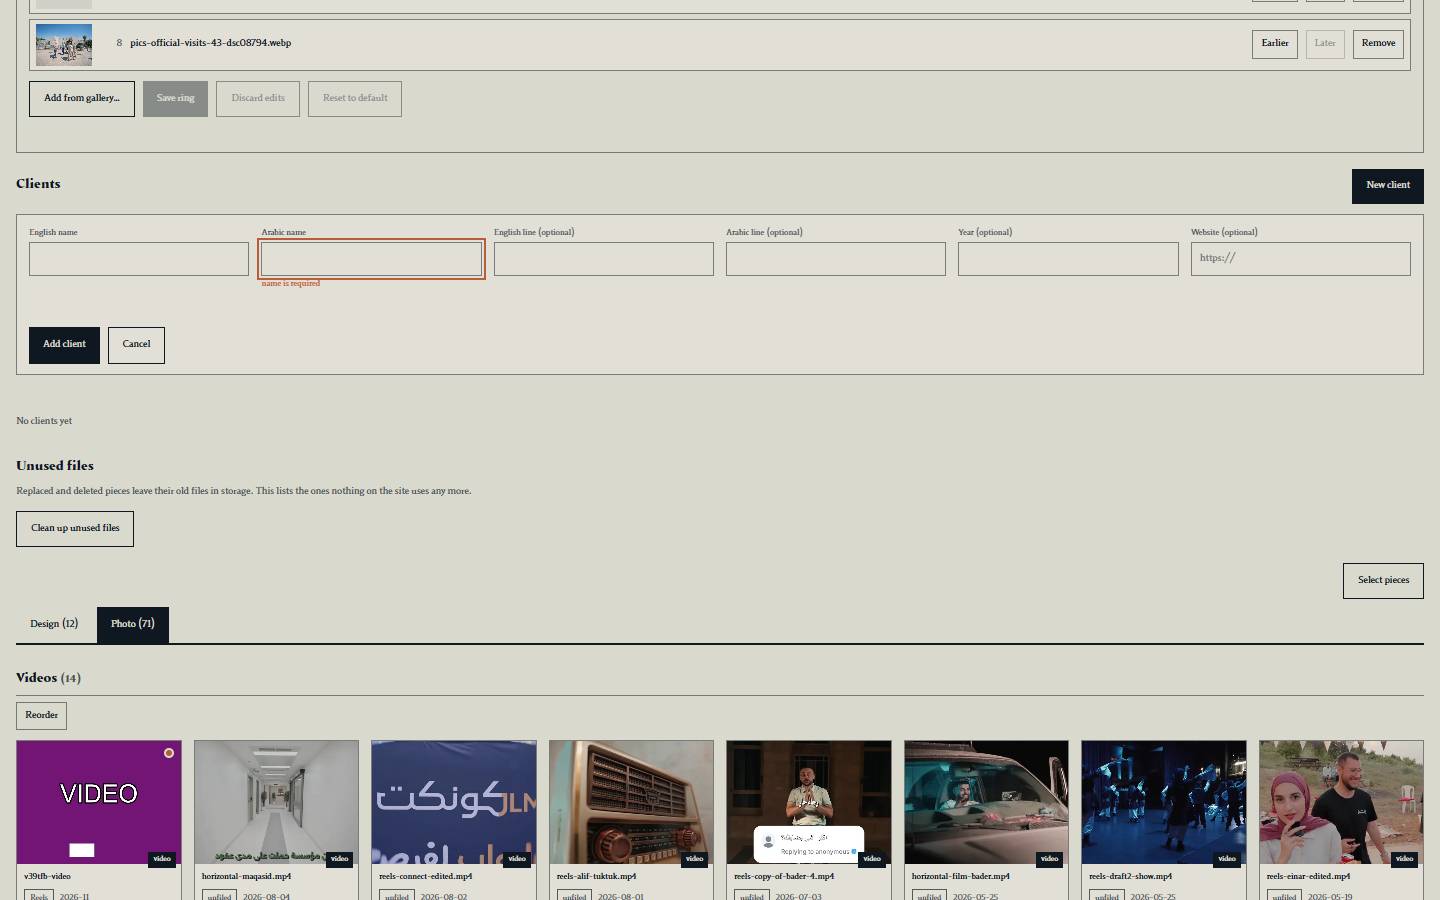 8 pics-official-visits-43-dsc08794.webp Earlier Later Remove
Add from gallery... Save ring Discard edits Reset to default
Clients New client
English name Arabic name English line (optional) Arabic line (optional) Year (optional) Website (optional)
https://
name is required
Add client Cancel
No clients yet
Unused files
Replaced and deleted pieces leave their old files in storage. This lists the ones nothing on the site uses any more.
Clean up unused files
Select pieces
Design (12) Photo (71)
Videos (14)
Reorder
VIDEO
كونكت JLM
مؤسسة حملت على مدى عقود
Replying to anonymous
video video video video video video video video
v39tfb-video horizontal-maqasid.mp4 reels-connect-edited.mp4 reels-alif-tuktuk.mp4 reels-copy-of-bader-4.mp4 horizontal-film-bader.mp4 reels-draft2-show.mp4 reels-einar-edited.mp4
Reels 2026-11 unfiled 2026-08-04 unfiled 2026-08-02 unfiled 2026-08-01 unfiled 2026-07-03 unfiled 2026-05-25 unfiled 2026-05-25 unfiled 2026-05-19